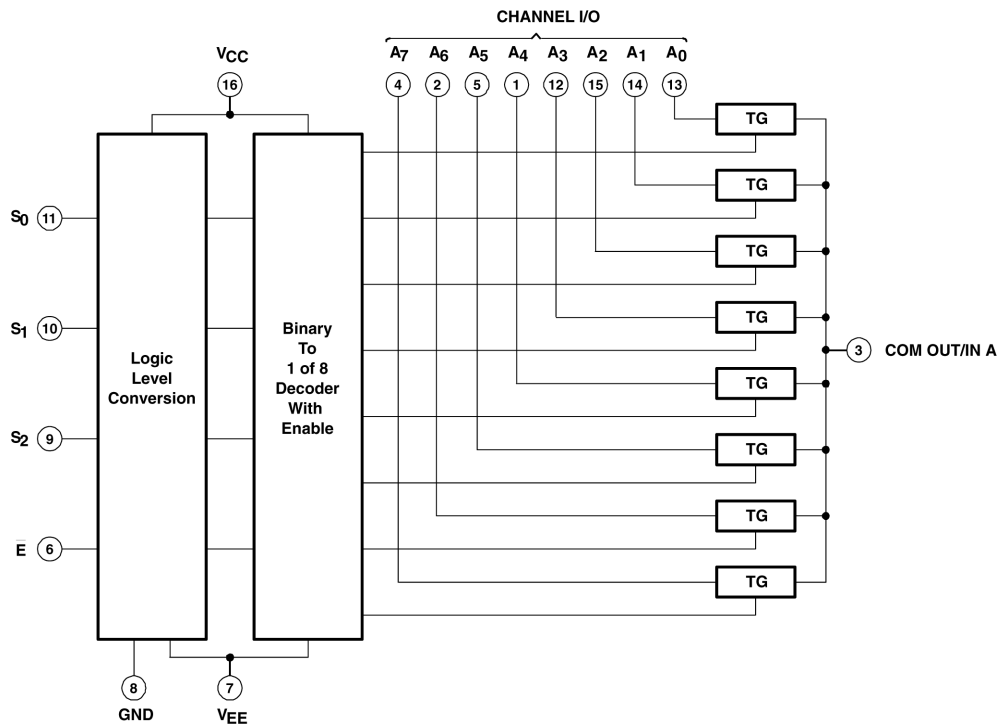 CHANNEL I/O
VCC
A7 A6 A5 A4 A3 A2 A1 A0
16
4 2 5 1 12 15 14 13
TG
TG
S0 11
TG
TG
S1 10
Binary
To
1 of 8
Decoder
With
Enable
Logic
Level
Conversion
3 COM OUT/IN A
TG
S2 9
TG
TG
E̅ 6
TG
8
GND
7
VEE